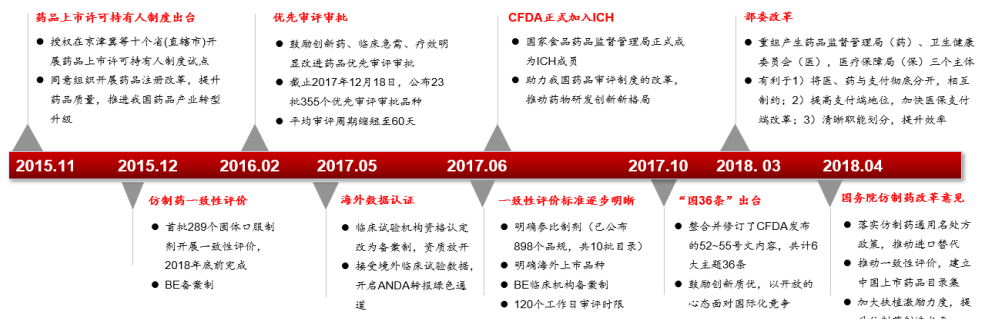 药品上市许可持有人制度出台
● 授权在京津冀等十个省(直辖市)开
展药品上市许可持有人制度试点
● 同意组织开展药品注册改革，提升
药品质量，推进我国药品产业转型
升级
优先审评审批
● 鼓励创新药、临床急需、疗效明
显改进药品优先审评审批
● 截止2017年12月18日，公布23
批355个优先审评审批品种
● 平均审评周期缩短至60天
CFDA正式加入ICH
● 国家食品药品监督管理局正式成
为ICH成员
● 助力我国药品审评制度的改革，
推动药物研发创新新格局
部委改革
● 重组产生药品监督管理局（药）、卫生健康
委员会（医），医疗保障局（保）三个主体
● 有利于1）将医、药与支付彻底分开，相互
制约；2）提高支付端地位，加快医保支付
端改革；3）清晰职能划分，提升效率
2015.11
2015.12
2016.02
2017.05
2017.06
2017.10
2018. 03
2018.04
仿制药一致性评价
● 首批289个固体口服制
剂开展一致性评价，
2018年底前完成
● BE备案制
海外数据认证
● 临床试验机构资格认定
改为备案制，资质放开
● 接受境外临床试验数据，
开启ANDA转报绿色通
道
一致性评价标准逐步明晰
● 明确参比制剂（已公布
898个品规，共10批目录）
● 明确海外上市品种
● BE临床机构备案制
● 120个工作日审评时限
“国36条”出台
● 整合并修订了CFDA发布
的52~55号文内容，共计6
大主题36条
● 鼓励创新质优，以开放的
心态面对国际化竞争
国务院仿制药改革意见
● 落实仿制药通用名处方
政策，推动进口替代
● 推动一致性评价，建立
中国上市药品目录集
● 加大扶植激励力度，提